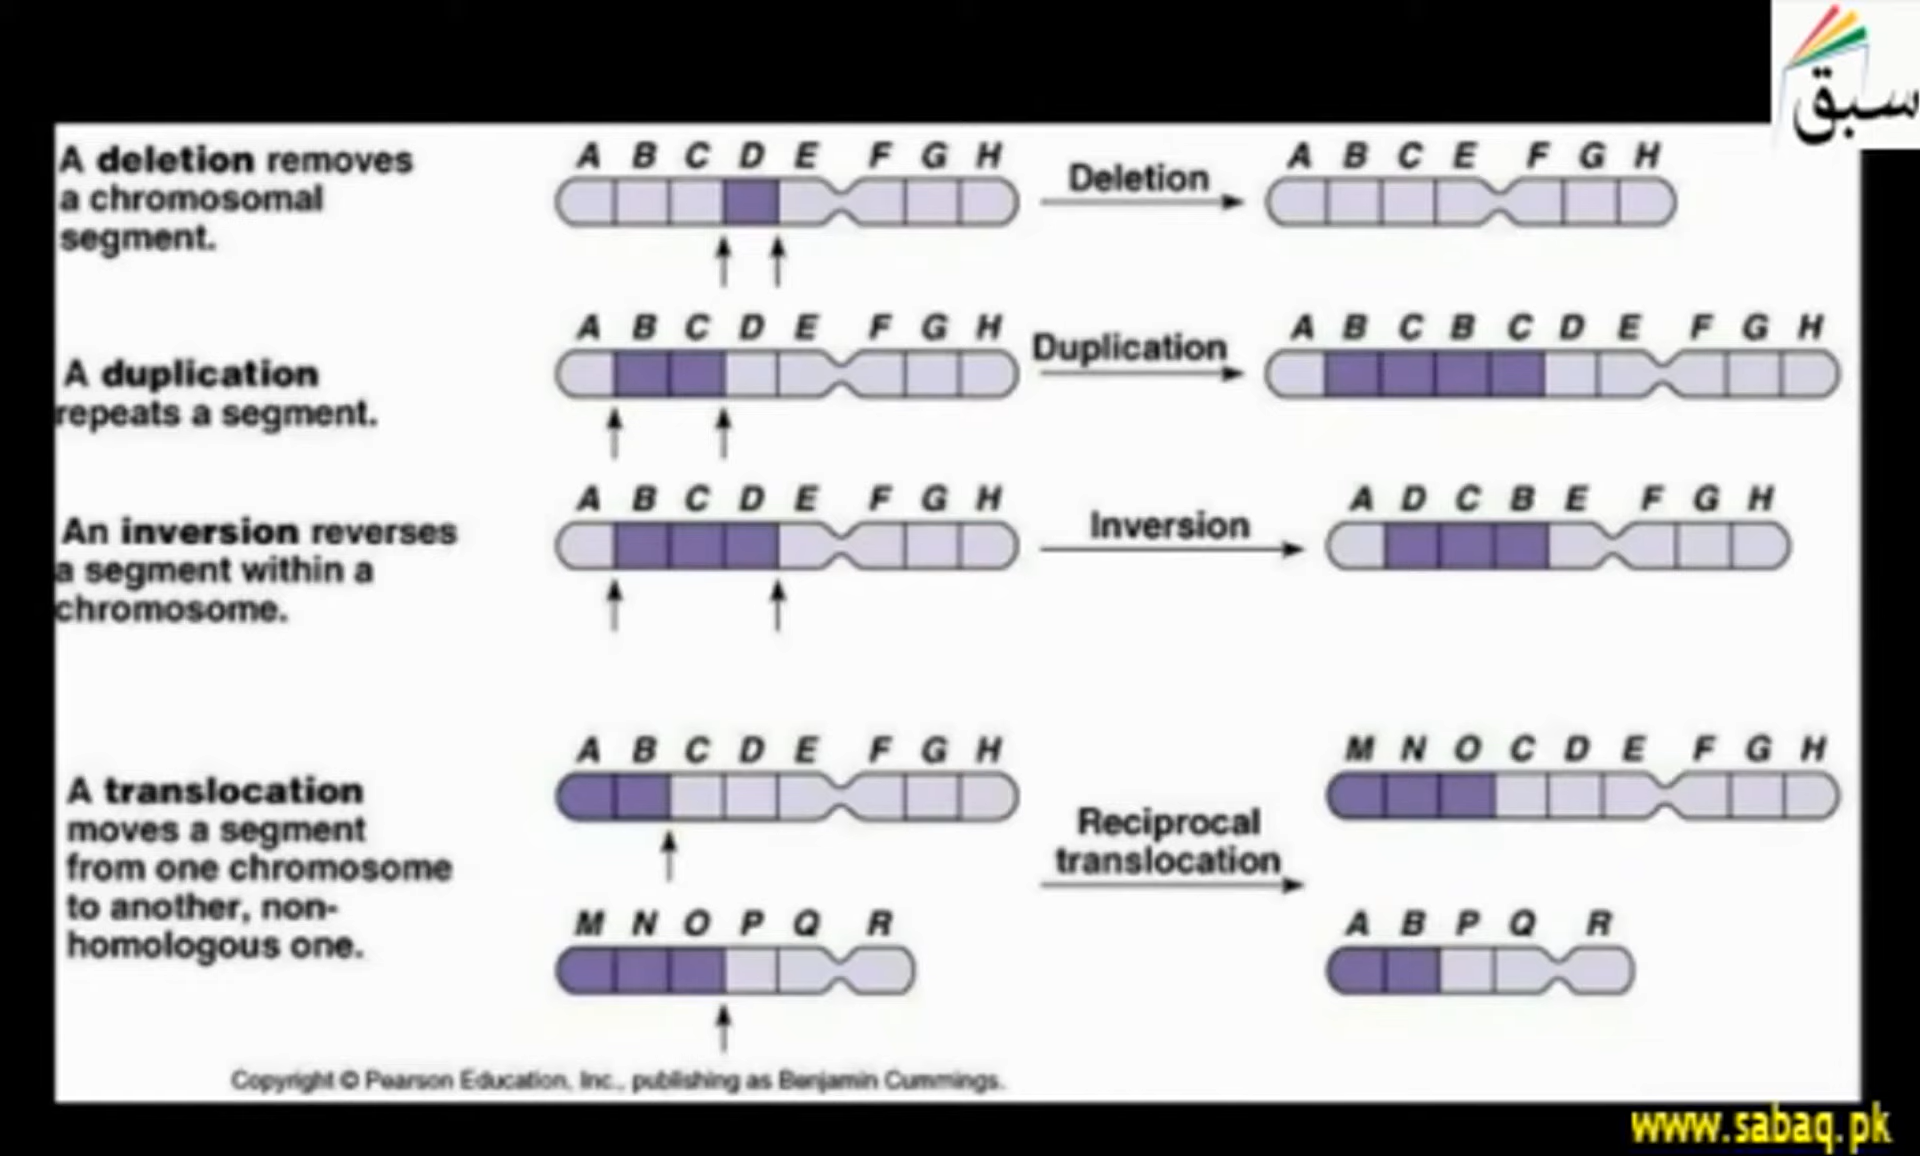 سبق
A deletion removes
a chromosomal
segment.
A B C D E F G H
Deletion
A B C E F G H
A duplication
repeats a segment.
A B C D E F G H
Duplication
A B C B C D E F G H
An inversion reverses
a segment within a
chromosome.
A B C D E F G H
Inversion
A D C B E F G H
A translocation
moves a segment
from one chromosome
to another, non-
homologous one.
A B C D E F G H
Reciprocal
translocation
M N O C D E F G H
M N O P Q R
A B P Q R
Copyright © Pearson Education, Inc., publishing as Benjamin Cummings.
www.sabaq.pk